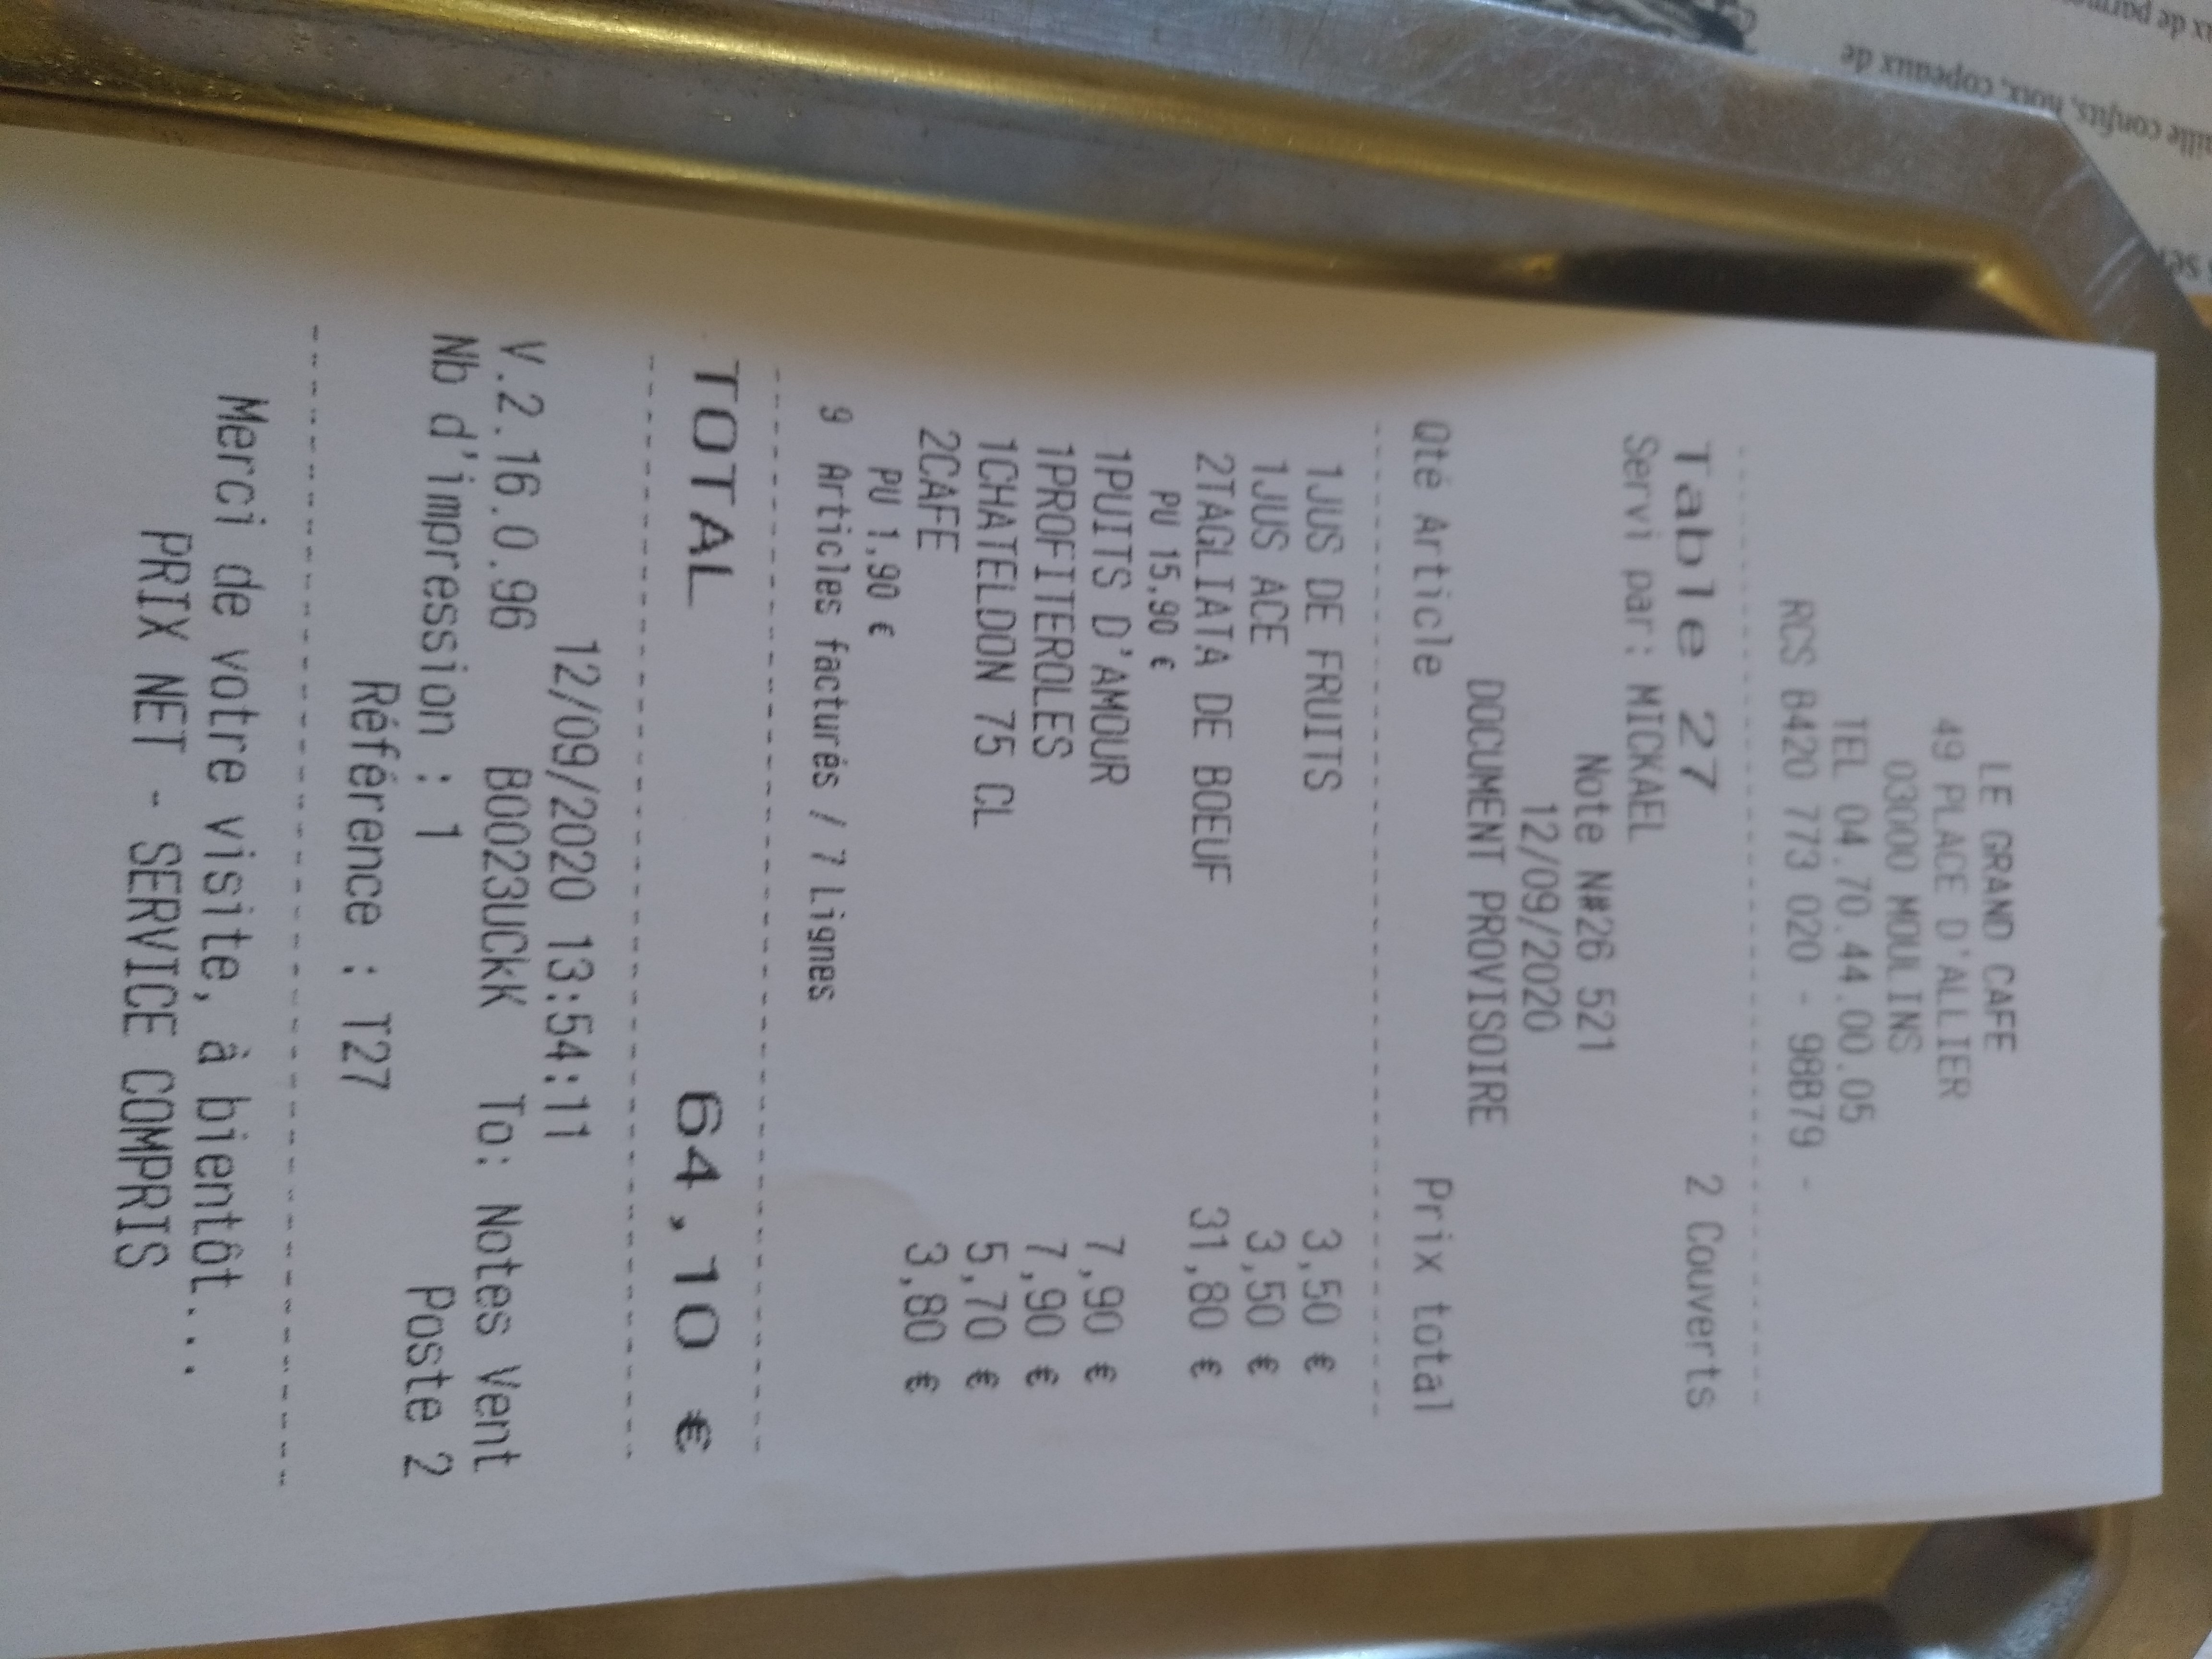 LE GRAND CAFE
49 PLACE D'ALLIER
03000 MOULINS
TEL 04.70.44.00.05
RCS B420 773 020 - 98B79 -
Table 27 2 Couverts
Servi par: MICKAEL
Note N#26 521
12/09/2020
DOCUMENT PROVISOIRE
Qté Article Prix total
1JUS DE FRUITS 3,50 €
1JUS ACE 3,50 €
2TAGLIATA DE BOEUF 31,80 €
PU 15,90 €
1PUITS D'AMOUR 7,90 €
1PROFITEROLES 7,90 €
1CHATELDON 75 CL 5,70 €
2CAFE 3,80 €
PU 1,90 €
9 Articles facturés / 7 Lignes
TOTAL 64,10 €
12/09/2020 13:54:11
V.2.16.0.96 B0023UCkK To: Notes Vent
Nb d'impression : 1 Poste 2
Référence : T27
Merci de votre visite, à bientôt...
PRIX NET - SERVICE COMPRIS
confits, noix, copeaux de